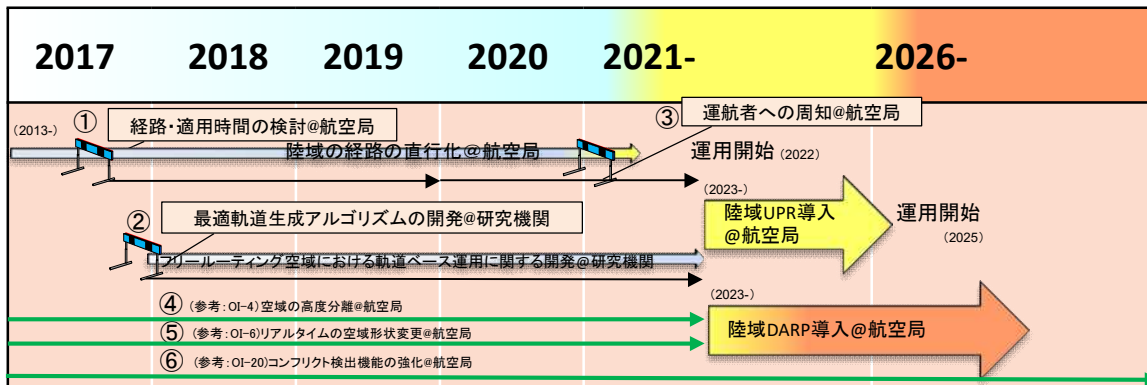 2017 2018 2019 2020 2021- 2026-
(2013-)
①
経路・適用時間の検討@航空局
③
運航者への周知@航空局
陸域の経路の直行化@航空局
運用開始 (2022)
②
最適軌道生成アルゴリズムの開発@研究機関
フリールーティング空域における軌道ベース運用に関する開発@研究機関
(2023-)
陸域UPR導入
@航空局
運用開始
(2025)
④ (参考:OI-4)空域の高度分離@航空局
⑤ (参考:OI-6)リアルタイムの空域形状変更@航空局
⑥ (参考:OI-20)コンフリクト検出機能の強化@航空局
(2023-)
陸域DARP導入@航空局